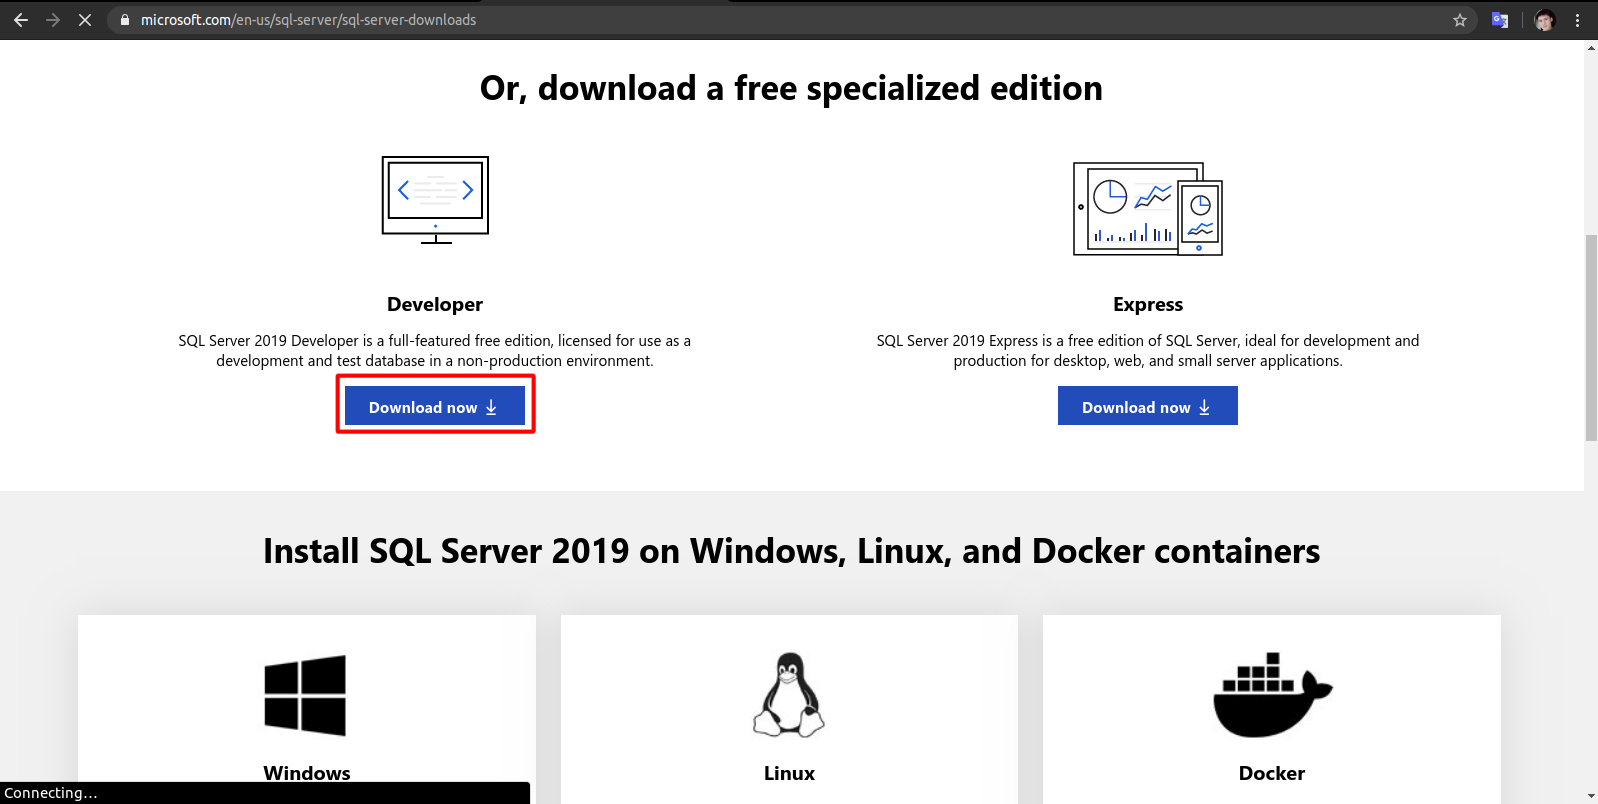 microsoft.com/en-us/sql-server/sql-server-downloads
Or, download a free specialized edition
Developer
SQL Server 2019 Developer is a full-featured free edition, licensed for use as a
development and test database in a non-production environment.
Download now
Express
SQL Server 2019 Express is a free edition of SQL Server, ideal for development and
production for desktop, web, and small server applications.
Download now
Install SQL Server 2019 on Windows, Linux, and Docker containers
Windows
Linux
Docker
Connecting...